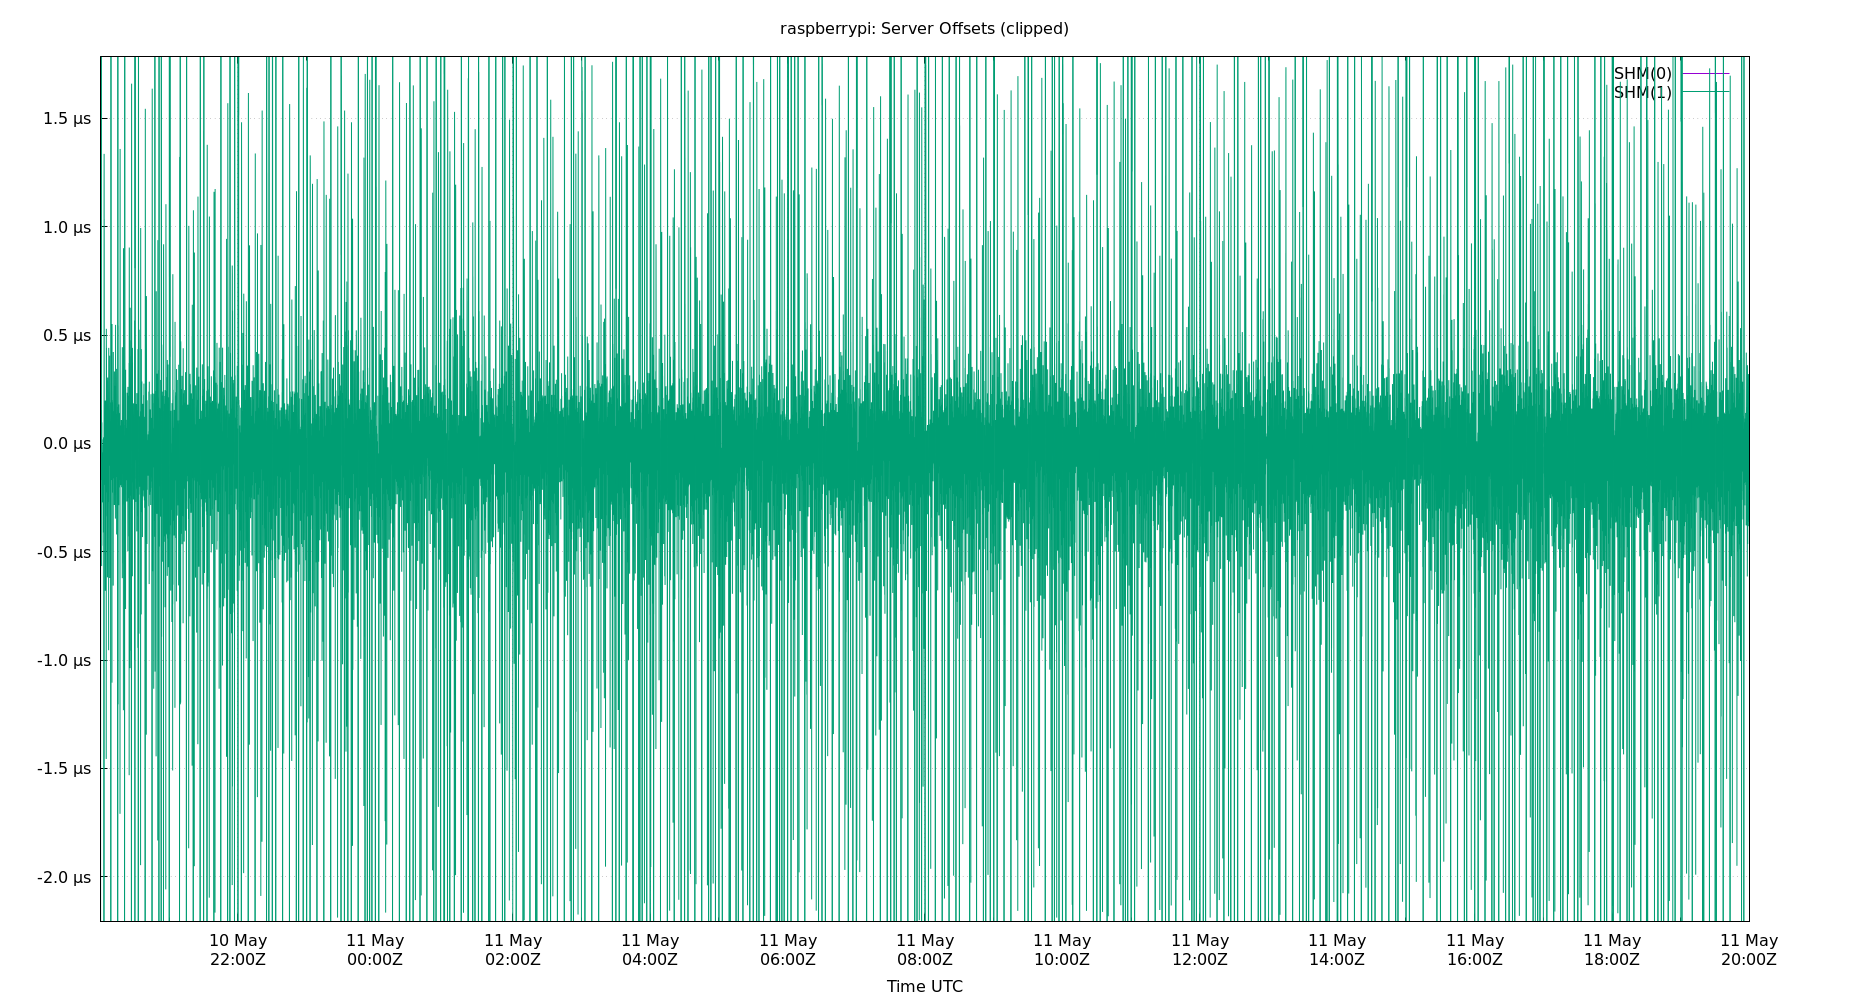 raspberrypi: Server Offsets (clipped)
SHM(0)
SHM(1)
1.5 µs
1.0 µs
0.5 µs
0.0 µs
-0.5 µs
-1.0 µs
-1.5 µs
-2.0 µs
10 May 11 May 11 May 11 May 11 May 11 May 11 May 11 May 11 May 11 May 11 May 11 May
22:00Z 00:00Z 02:00Z 04:00Z 06:00Z 08:00Z 10:00Z 12:00Z 14:00Z 16:00Z 18:00Z 20:00Z
Time UTC